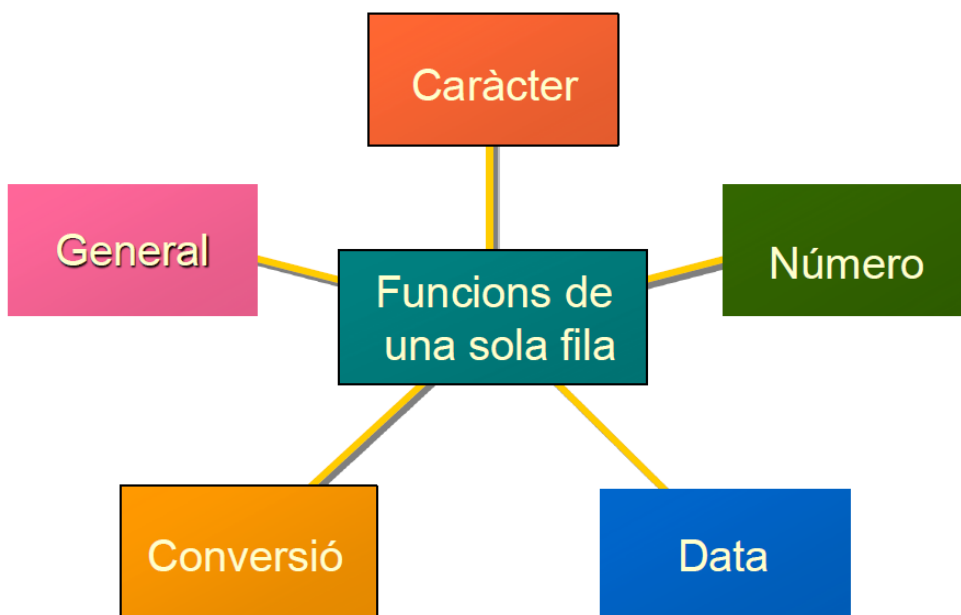 Caràcter
General
Número
Funcions de
una sola fila
Conversió
Data